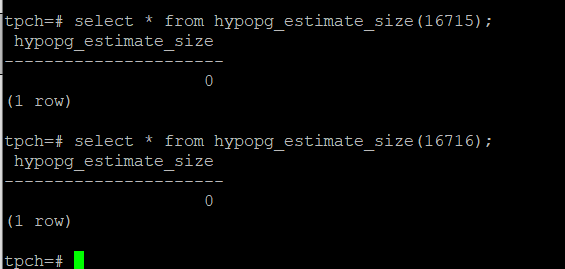 tpch=# select * from hypopg_estimate_size(16715);
hypopg_estimate_size
----------------------
0
(1 row)
tpch=# select * from hypopg_estimate_size(16716);
hypopg_estimate_size
----------------------
0
(1 row)
tpch=#